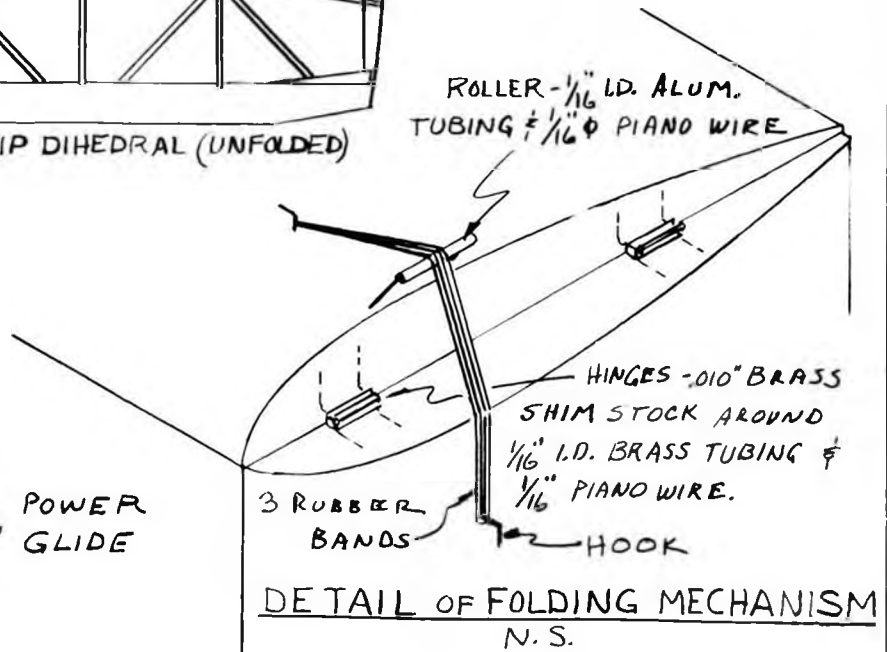 ROLLER - 1/16" I.D. ALUM.
TUBING & 1/16" φ PIANO WIRE
IP DIHEDRAL (UNFOLDED)
HINGES - .010" BRASS
SHIM STOCK AROUND
1/16" I.D. BRASS TUBING &
1/16" PIANO WIRE.
POWER
GLIDE
3 RUBBER
BANDS
HOOK
DETAIL OF FOLDING MECHANISM
N. S.